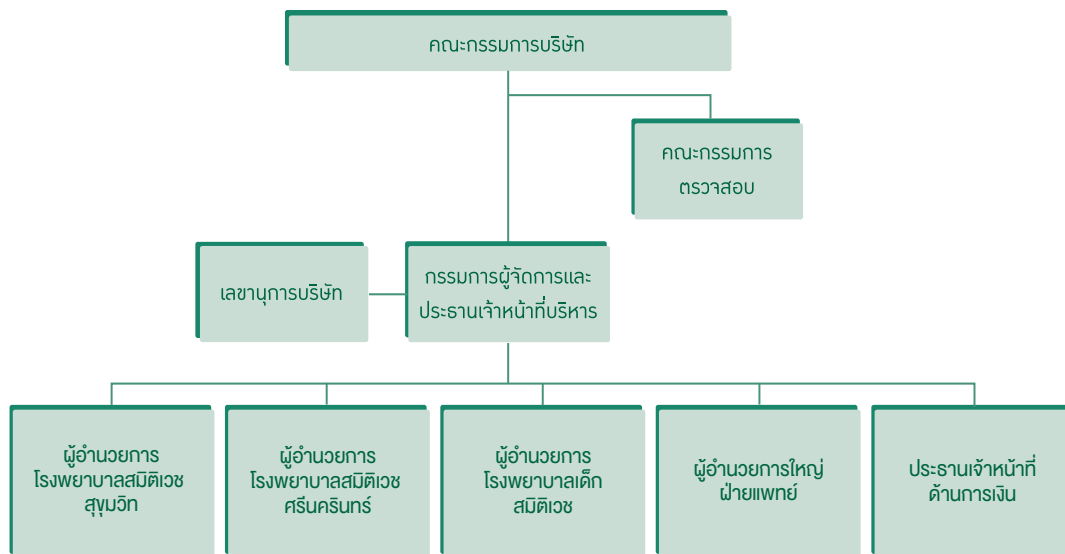 คณะกรรมการบริษัท
คณะกรรมการ
ตรวจสอบ
เลขานุการบริษัท
กรรมการผู้จัดการและ
ประธานเจ้าหน้าที่บริหาร
ผู้อำนวยการ
โรงพยาบาลสมิติเวช
สุขุมวิท
ผู้อำนวยการ
โรงพยาบาลสมิติเวช
ศรีนครินทร์
ผู้อำนวยการ
โรงพยาบาลเด็ก
สมิติเวช
ผู้อำนวยการใหญ่
ฝ่ายแพทย์
ประธานเจ้าหน้าที่
ด้านการเงิน